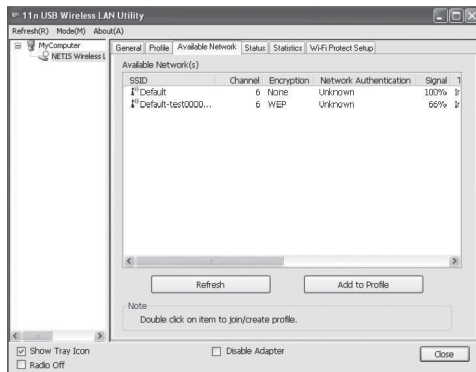 11n USB Wireless LAN Utility
Refresh(R) Mode(M) About(A)
MyComputer
NETIS Wireless L
General Profile Available Network Status Statistics Wi-Fi Protect Setup
Available Network(s)
SSID Channel Encryption Network Authentication Signal
Default 6 None Unknown 100%
Default-test0000... 6 WEP Unknown 66%
Refresh Add to Profile
Note
Double click on item to join/create profile.
Show Tray Icon Disable Adapter Close
Radio Off